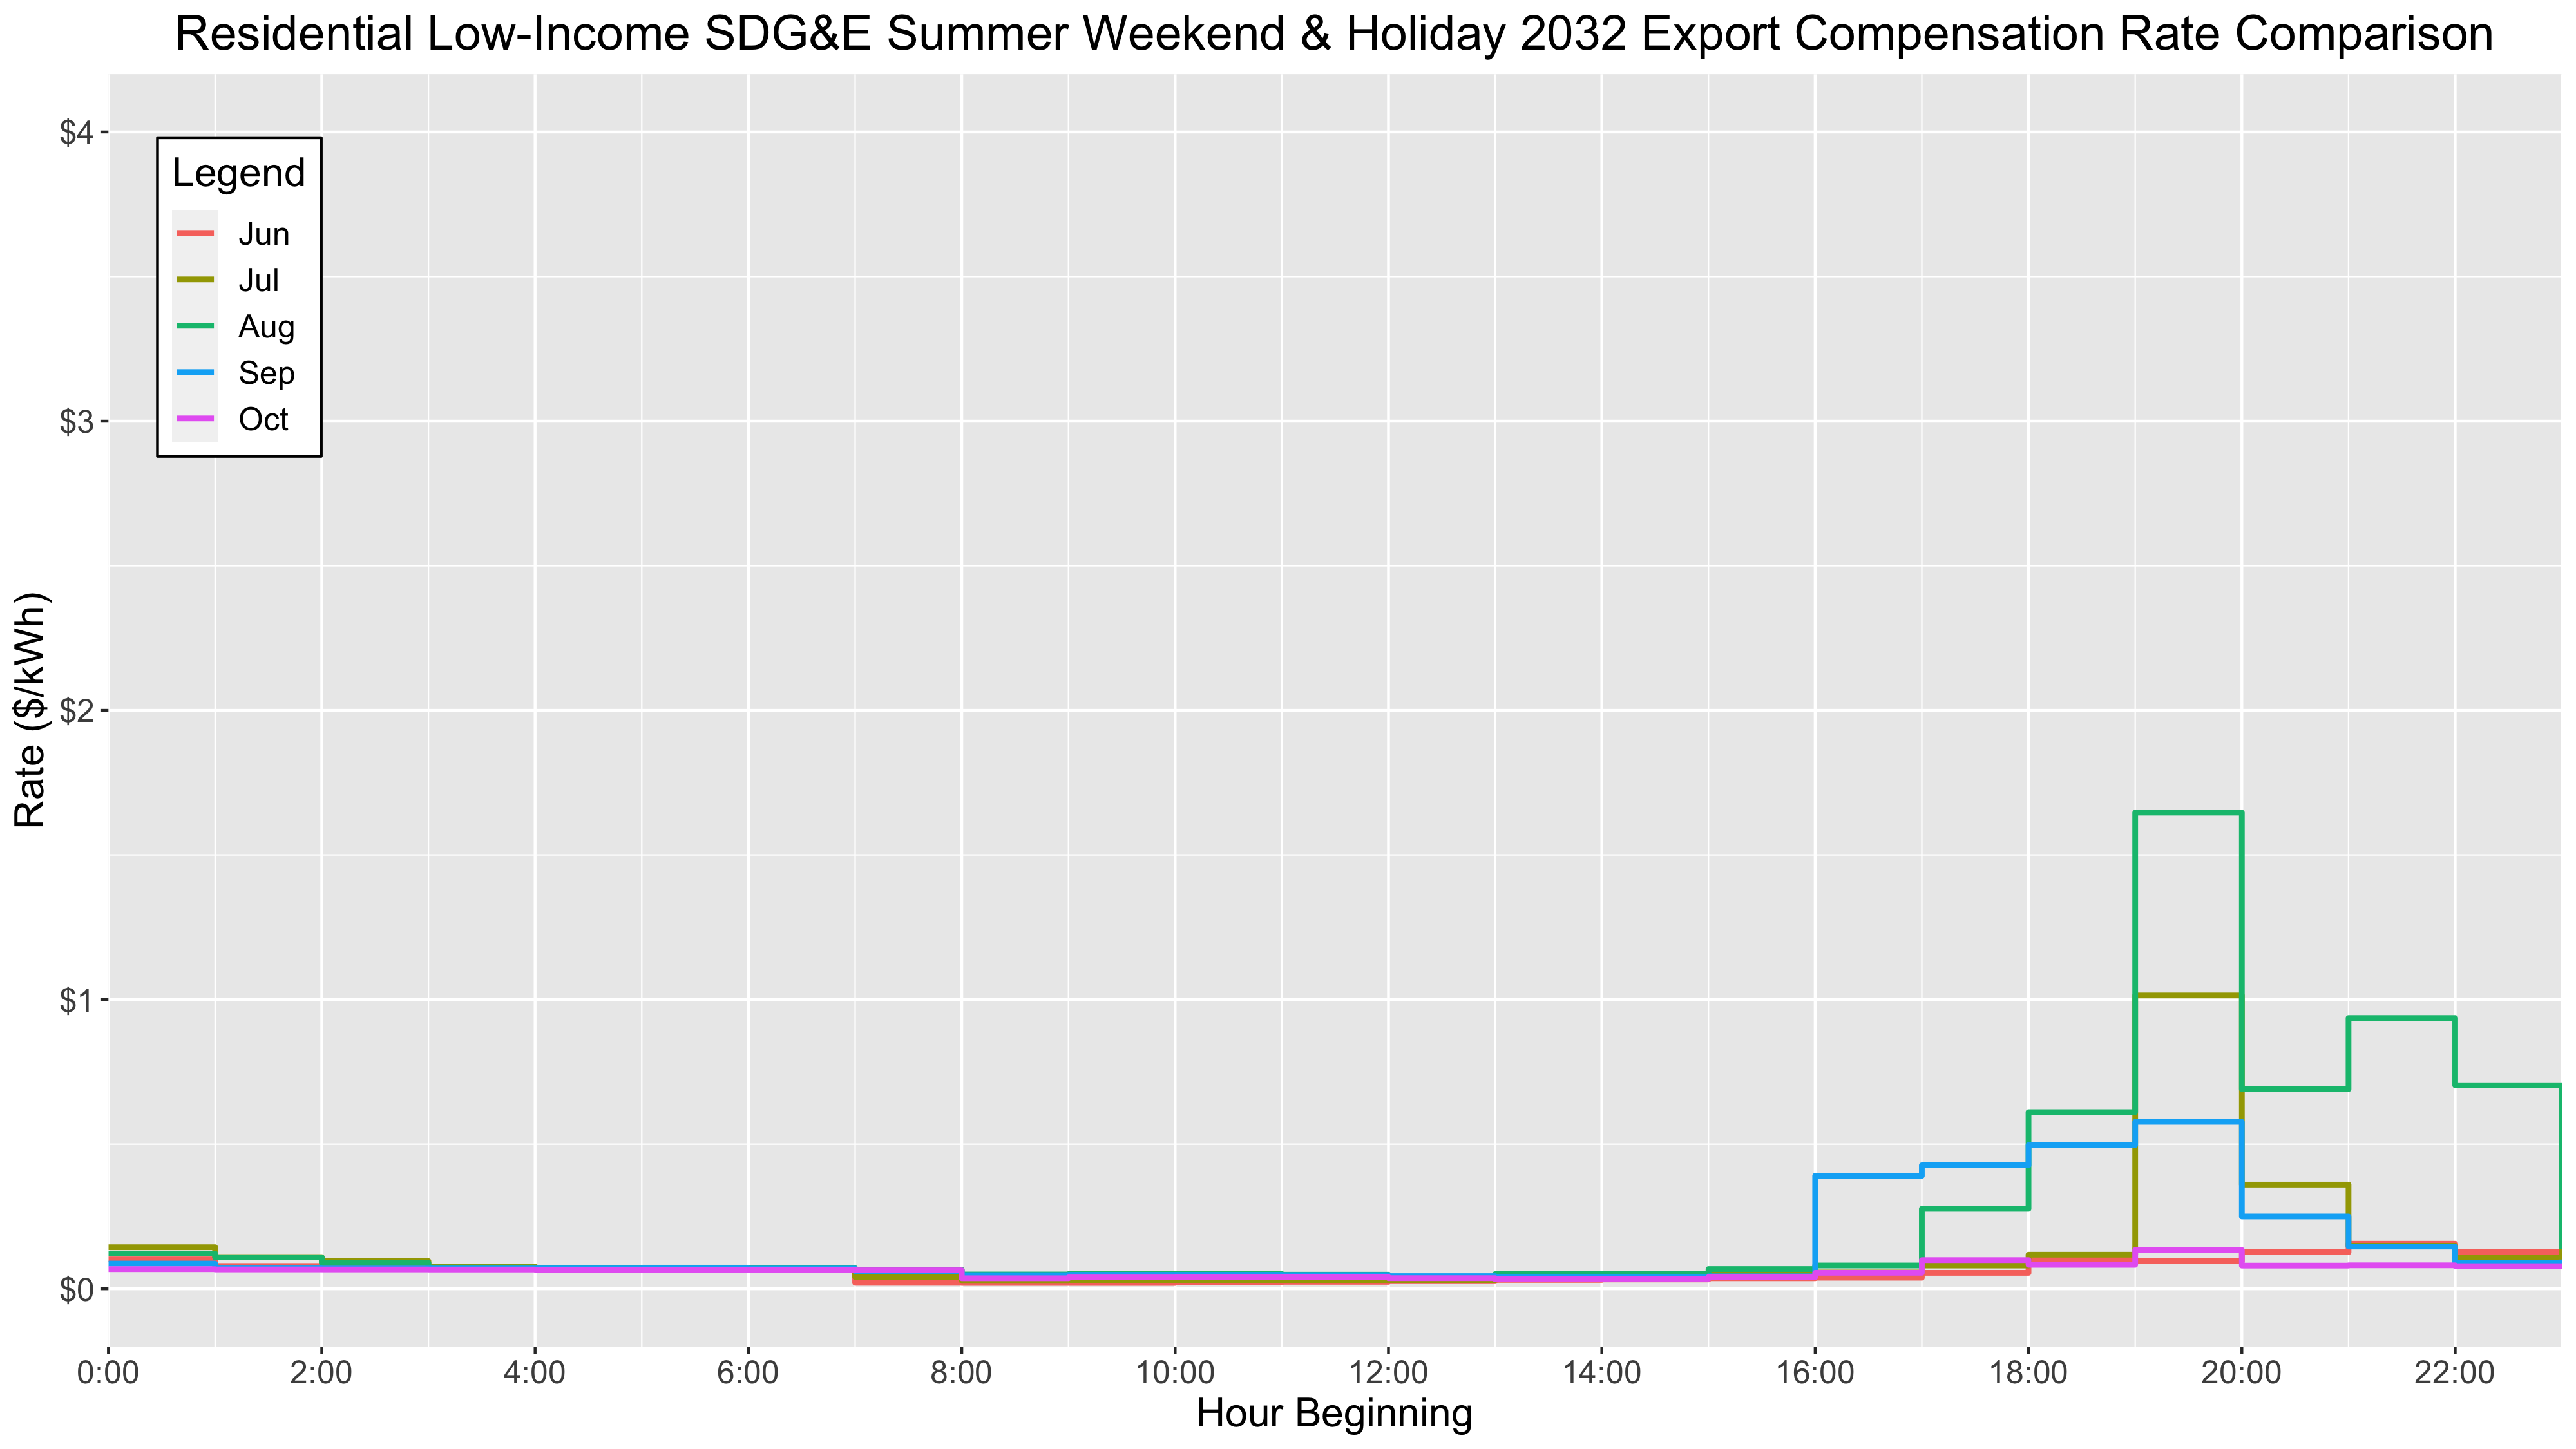 Residential Low-Income SDG&E Summer Weekend & Holiday 2032 Export Compensation Rate Comparison
Rate ($/kWh)
$4
$3
$2
$1
$0
Legend
Jun
Jul
Aug
Sep
Oct
0:00 2:00 4:00 6:00 8:00 10:00 12:00 14:00 16:00 18:00 20:00 22:00
Hour Beginning